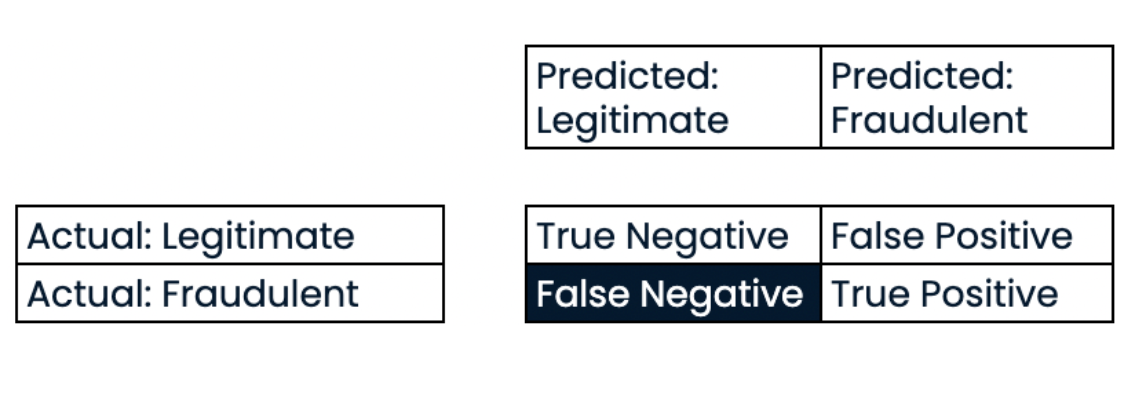 Predicted:
Legitimate
Predicted:
Fraudulent
Actual: Legitimate
True Negative
False Positive
Actual: Fraudulent
False Negative
True Positive